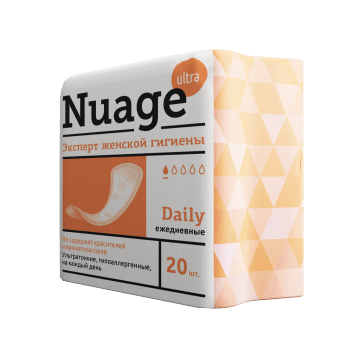 ultra
Nuage
Эксперт женской гигиены
Daily
ежедневные
Не содержат красителей
и ароматизаторов
Ультратонкие, гипоаллергенные,
на каждый день
20 шт.